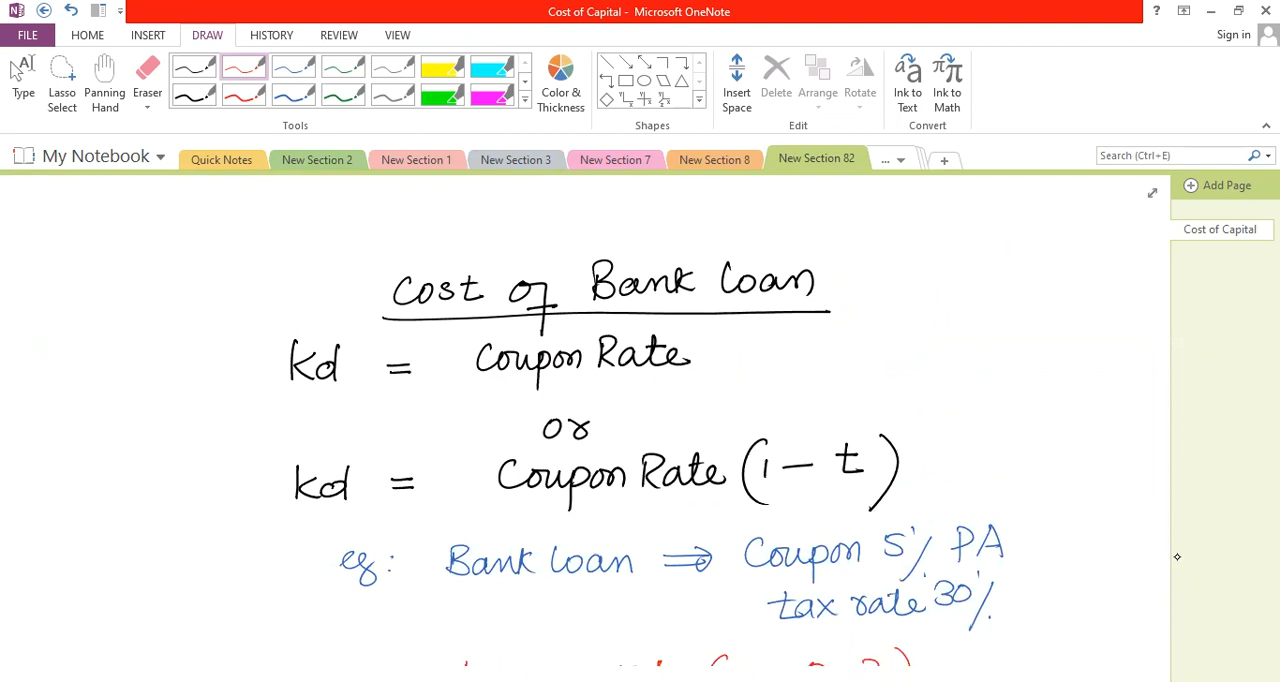 Cost of Capital - Microsoft OneNote
?
FILE HOME INSERT DRAW HISTORY REVIEW VIEW
Sign in
Type
Lasso Select
Panning Hand
Eraser
Color & Thickness
Insert Space
Delete
Arrange
Rotate
Ink to Text
Ink to Math
Tools
Shapes
Edit
Convert
My Notebook
Quick Notes
New Section 2
New Section 1
New Section 3
New Section 7
New Section 8
New Section 82
...
Search (Ctrl+E)
Add Page
Cost of Capital
Cost of Bank Loan
Kd = Coupon Rate
or
Kd = Coupon Rate (1 - t)
eg: Bank Loan ⇒ Coupon 5% PA
tax rate 30%